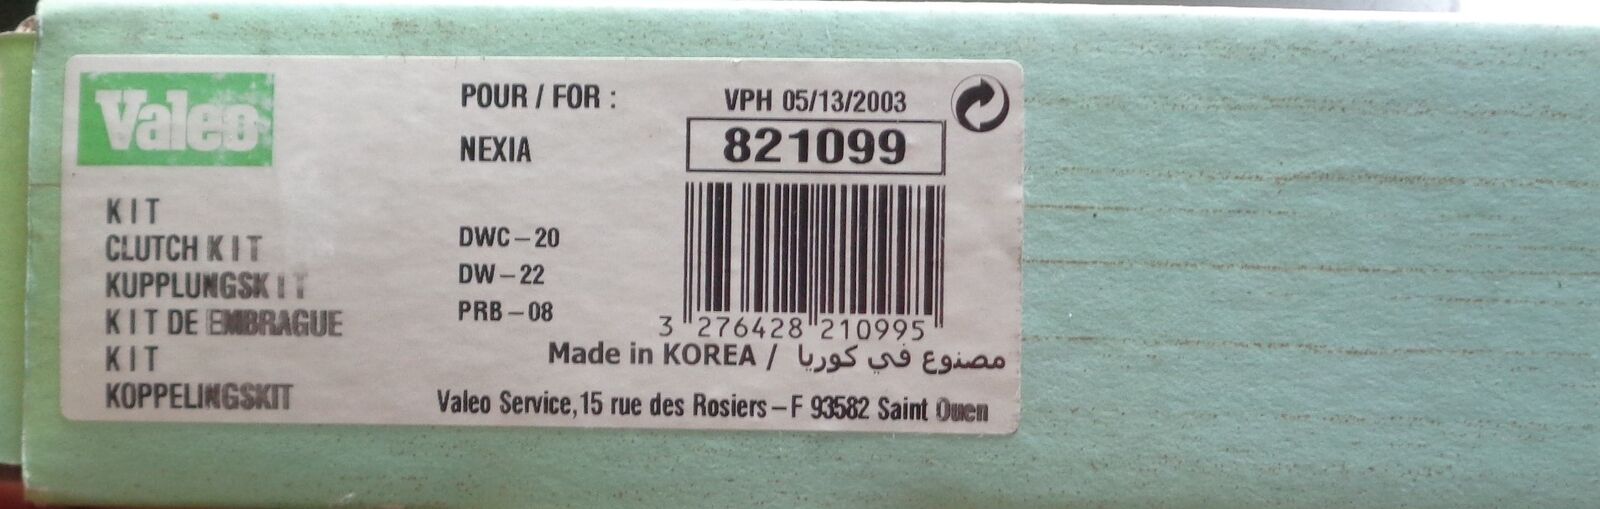 Valeo
KIT
CLUTCH KIT
KUPPLUNGSKIT
KIT DE EMBRAGUE
KIT
KOPPELINGSKIT
POUR / FOR :
NEXIA
DWC-20
DW-22
PRB-08
VPH 05/13/2003
821099
3 276428 210995
Made in KOREA / مصنوع في كوريا
Valeo Service, 15 rue des Rosiers-F 93582 Saint Ouen